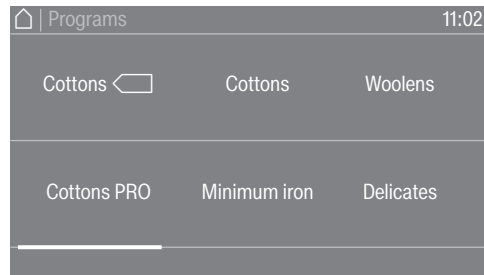 | Programs 11:02
Cottons Cottons Woolens
Cottons PRO Minimum iron Delicates